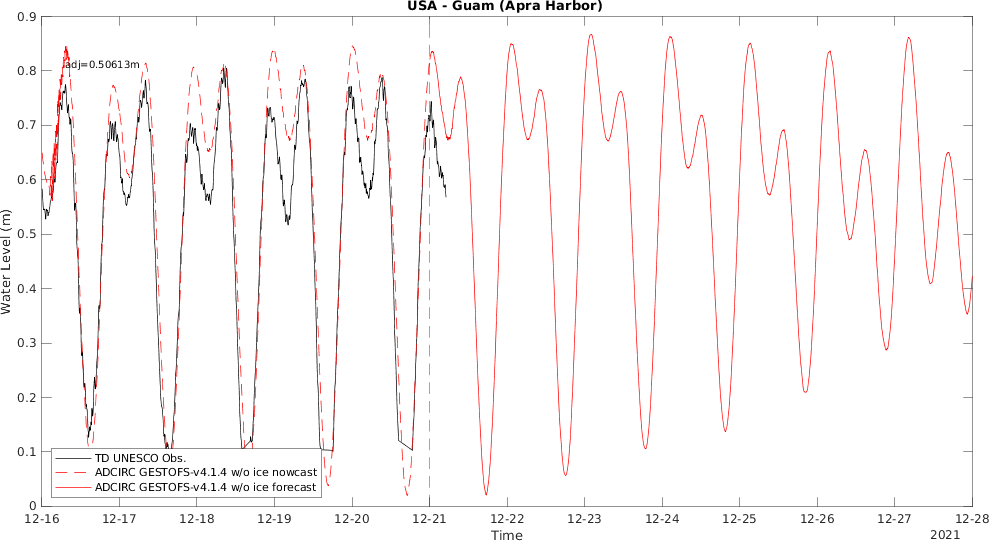 USA - Guam (Apra Harbor)
0.9
0.8
0.7
0.6
0.5
0.4
0.3
0.2
0.1
0
Water Level (m)
adj=0.50613m
TD UNESCO Obs.
ADCIRC GESTOFS-v4.1.4 w/o ice nowcast
ADCIRC GESTOFS-v4.1.4 w/o ice forecast
12-16 12-17 12-18 12-19 12-20 12-21 12-22 12-23 12-24 12-25 12-26 12-27 12-28
Time
2021